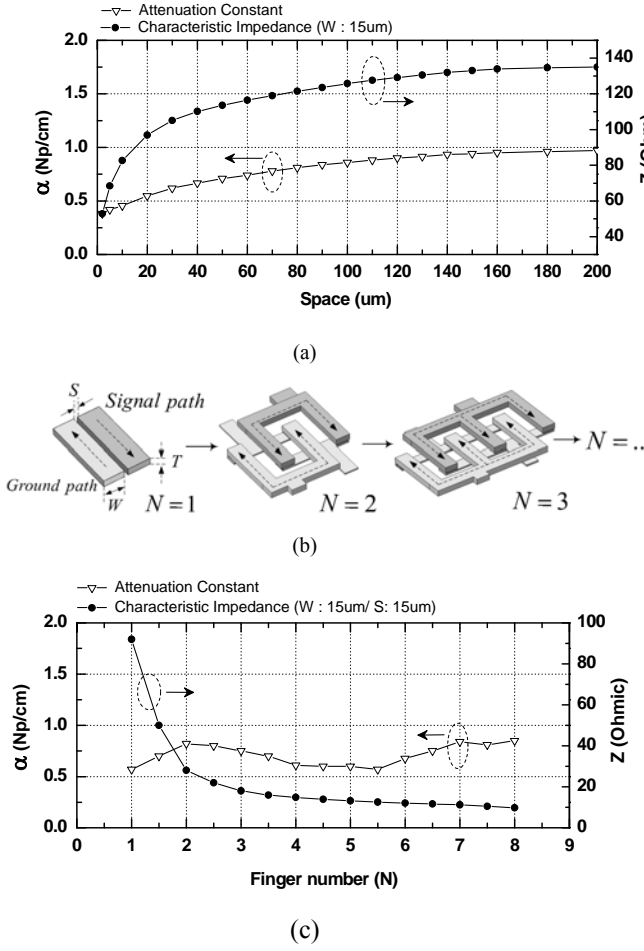 Attenuation Constant
Characteristic Impedance (W : 15um)
2.0
1.5
1.0
0.5
0.0
α (Np/cm)
140
120
100
80
60
40
Z (Ohm)
0 20 40 60 80 100 120 140 160 180 200
Space (um)
(a)
S
Signal path
Ground path
W
T
N = 1
N = 2
N = 3
N = ..
(b)
Attenuation Constant
Characteristic Impedance (W : 15um/ S: 15um)
2.0
1.5
1.0
0.5
0.0
α (Np/cm)
100
80
60
40
20
0
Z (Ohmic)
0 1 2 3 4 5 6 7 8 9
Finger number (N)
(c)